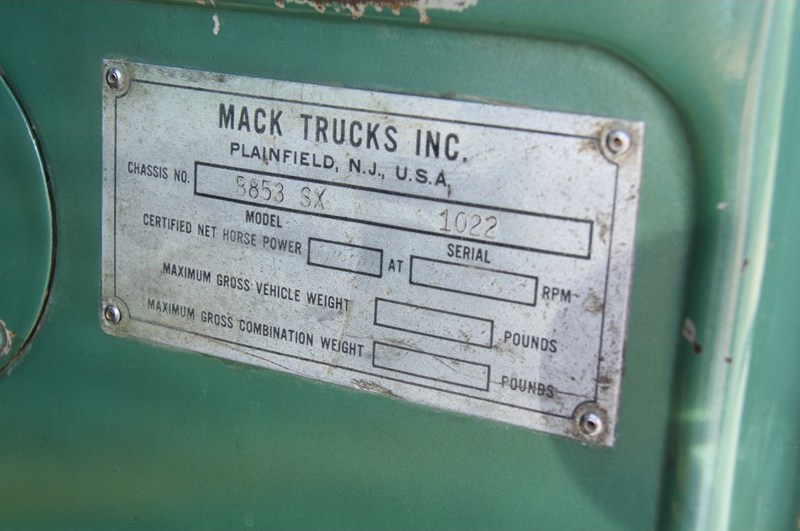 MACK TRUCKS INC.
PLAINFIELD, N.J., U.S.A.
CHASSIS NO. B853 SX 1022
MODEL SERIAL
CERTIFIED NET HORSE POWER AT RPM
MAXIMUM GROSS VEHICLE WEIGHT POUNDS
MAXIMUM GROSS COMBINATION WEIGHT POUNDS